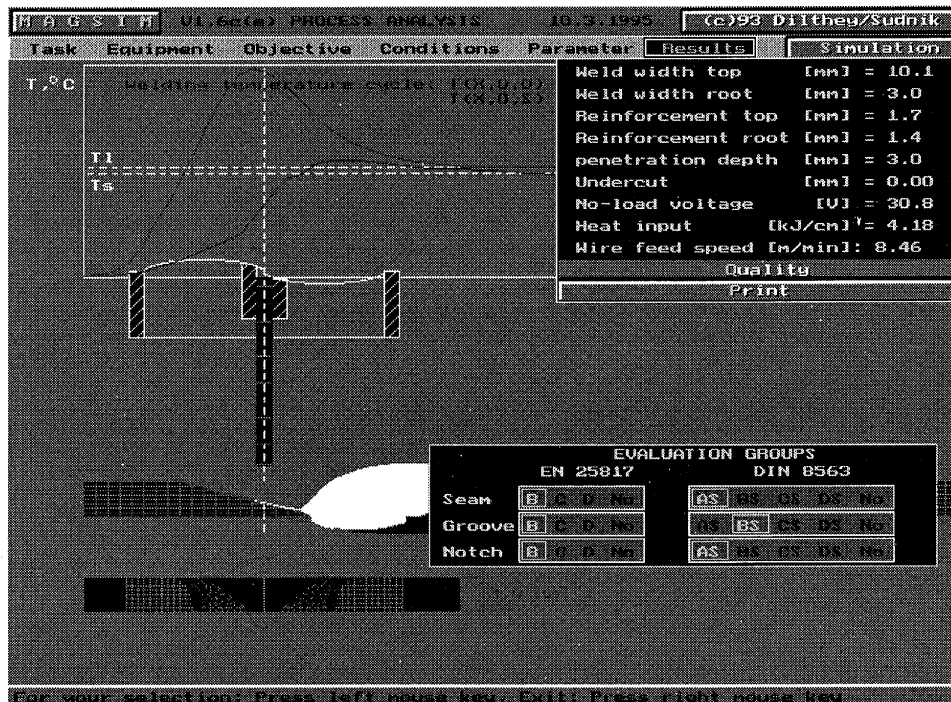 M A G S I M V1.6c(e) PROCESS ANALYSIS 10.3.1995 (c)93 Dilthey/Sudnik
Task Equipment Objective Conditions Parameter Results Simulation
T,°C
Welding temperature cycle: T(X,0,0)
T(X,0,S)
Tl
Ts
Weld width top [mm] = 10.1
Weld width root [mm] = 3.0
Reinforcement top [mm] = 1.7
Reinforcement root [mm] = 1.4
penetration depth [mm] = 3.0
Undercut [mm] = 0.00
No-load voltage [V] = 30.8
Heat input [kJ/cm] = 4.18
Wire feed speed [m/min]: 8.46
Quality
Print
EVALUATION GROUPS
EN 25817 DIN 8563
Seam B C D No AS BS CS DS No
Groove B C D No AS BS CS DS No
Notch B C D No AS BS CS DS No
For your selection: Press left mouse key, Exit: Press right mouse key